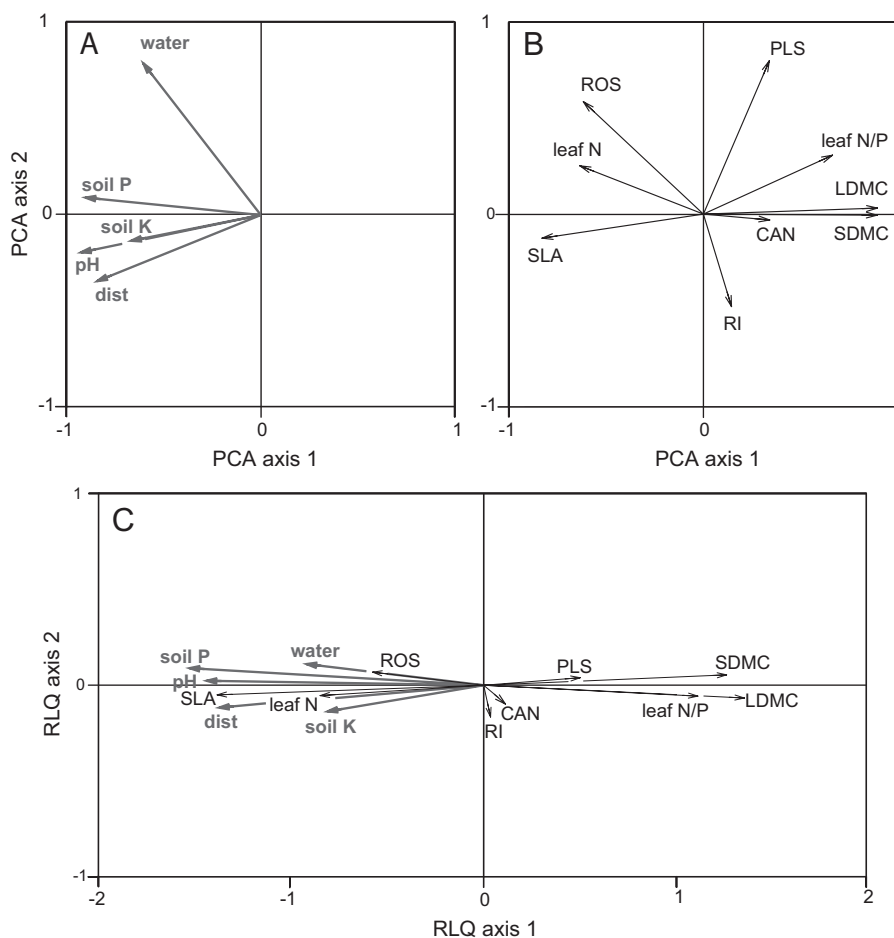 A
1
water
soil P
0
soil K
pH
dist
-1
-1
0
1
PCA axis 1
PCA axis 2
B
1
PLS
ROS
leaf N
leaf N/P
LDMC
0
CAN
SDMC
SLA
RI
-1
-1
0
PCA axis 1
C
1
water
ROS
soil P
PLS
SDMC
0
pH
SLA
leaf N
dist
soil K
RI
CAN
leaf N/P
LDMC
-1
-2
-1
0
1
2
RLQ axis 1
RLQ axis 2